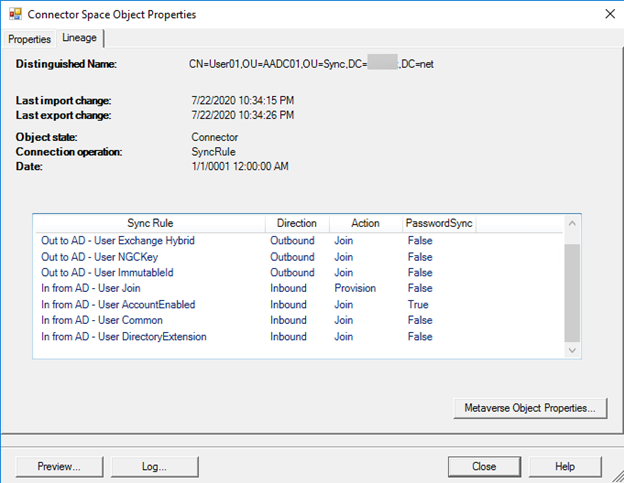 Connector Space Object Properties
Properties Lineage
Distinguished Name: CN=User01,OU=AADC01,OU=Sync,DC= ,DC=net
Last import change: 7/22/2020 10:34:15 PM
Last export change: 7/22/2020 10:34:26 PM
Object state: Connector
Connection operation: SyncRule
Date: 1/1/0001 12:00:00 AM
Sync Rule Direction Action PasswordSync
Out to AD - User Exchange Hybrid Outbound Join False
Out to AD - User NGCKey Outbound Join False
Out to AD - User ImmutableId Outbound Join False
In from AD - User Join Inbound Provision False
In from AD - User AccountEnabled Inbound Join True
In from AD - User Common Inbound Join False
In from AD - User DirectoryExtension Inbound Join False
Metaverse Object Properties...
Preview... Log... Close Help